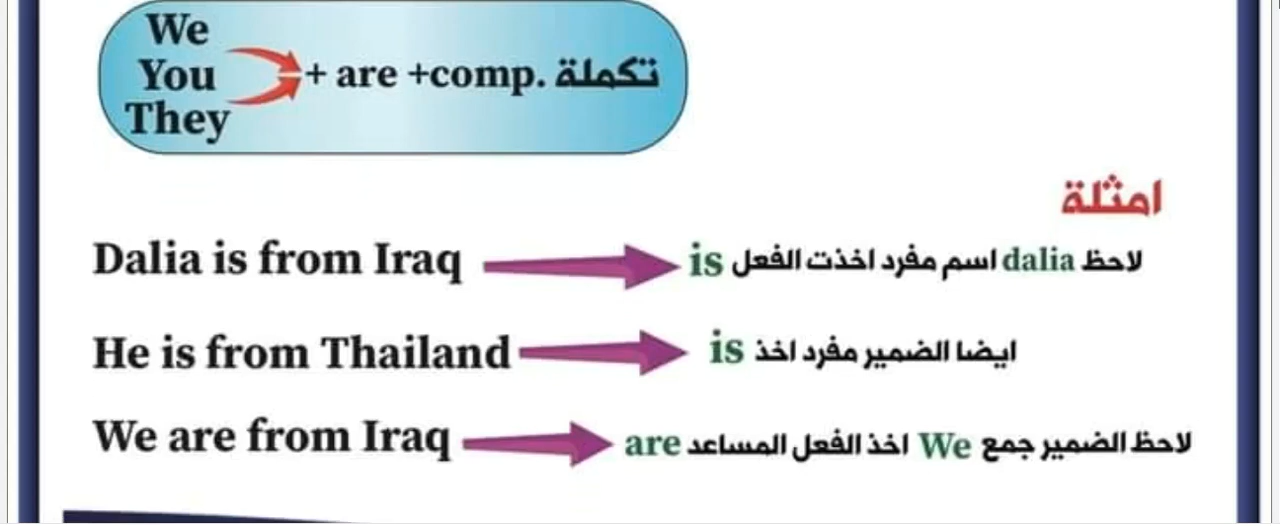 We
You
They
+ are +comp. تكملة
امثلة
Dalia is from Iraq
لاحظ dalia اسم مفرد اخذت الفعل is
He is from Thailand
ايضا الضمير مفرد اخذ is
We are from Iraq
لاحظ الضمير جمع We اخذ الفعل المساعد are